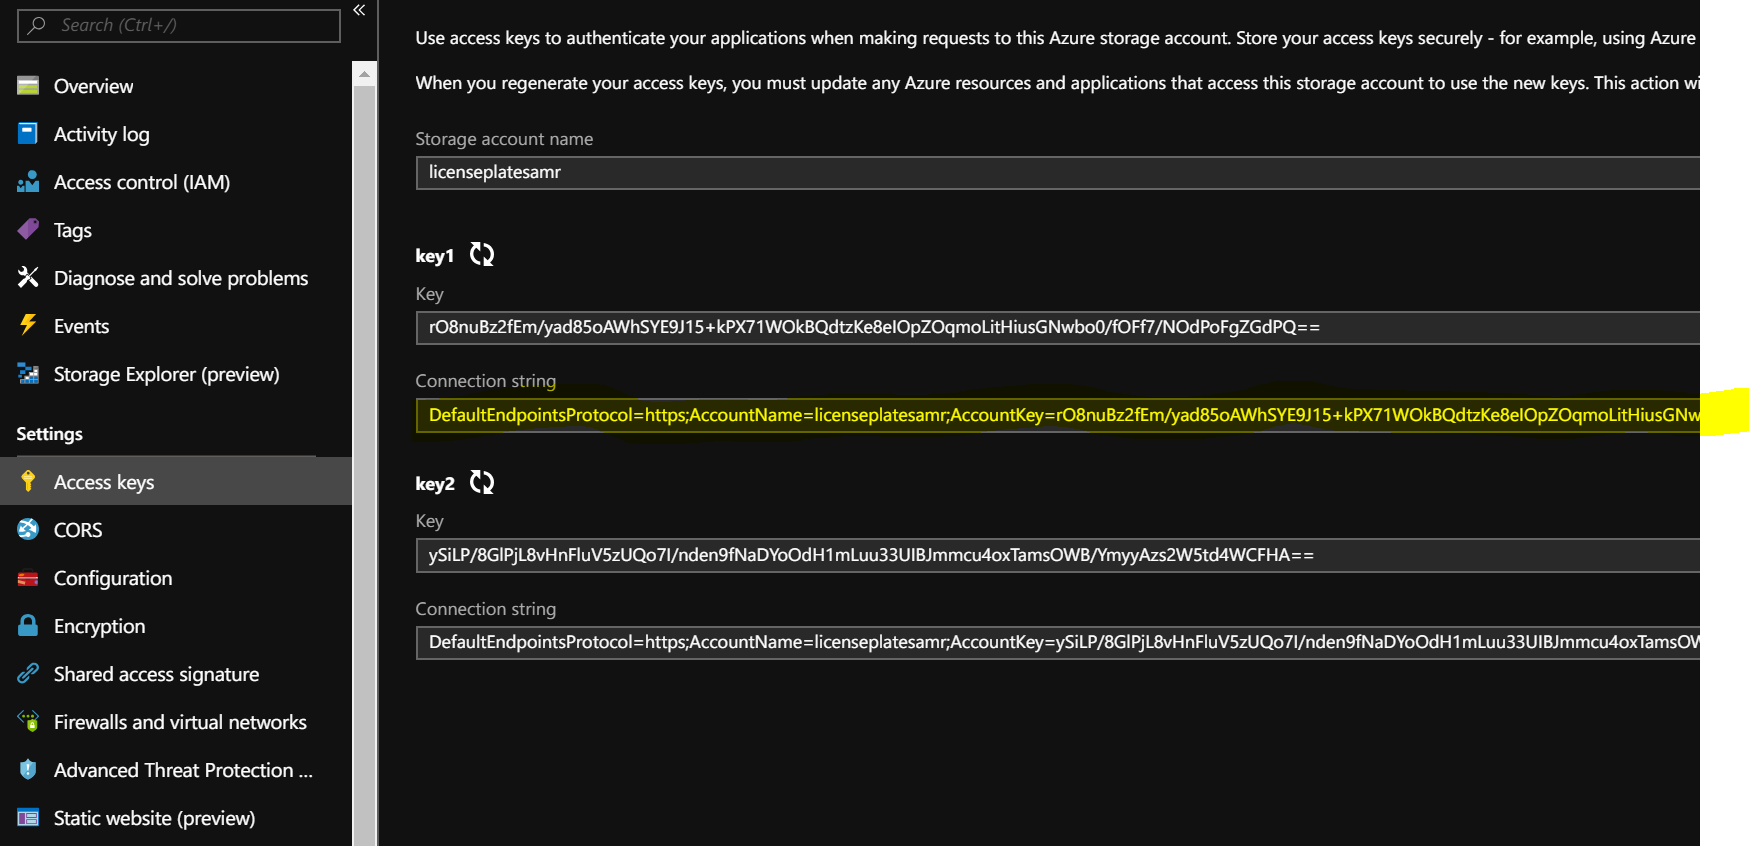 Search (Ctrl+/)
«
Overview
Activity log
Access control (IAM)
Tags
Diagnose and solve problems
Events
Storage Explorer (preview)
Settings
Access keys
CORS
Configuration
Encryption
Shared access signature
Firewalls and virtual networks
Advanced Threat Protection ...
Static website (preview)
Use access keys to authenticate your applications when making requests to this Azure storage account. Store your access keys securely - for example, using Azure
When you regenerate your access keys, you must update any Azure resources and applications that access this storage account to use the new keys. This action wi
Storage account name
licenseplatesamr
key1
Key
rO8nuBz2fEm/yad85oAWhSYE9J15+kPX71WOkBQdtzKe8eIOpZOqmoLitHiusGNwbo0/fOFf7/NOdPoFgZGdPQ==
Connection string
DefaultEndpointsProtocol=https;AccountName=licenseplatesamr;AccountKey=rO8nuBz2fEm/yad85oAWhSYE9J15+kPX71WOkBQdtzKe8eIOpZOqmoLitHiusGNw
key2
Key
ySiLP/8GlPjL8vHnFluV5zUQo7I/nden9fNaDYoOdH1mLuu33UIBJmmcu4oxTamsOWB/YmyyAzs2W5td4WCFHA==
Connection string
DefaultEndpointsProtocol=https;AccountName=licenseplatesamr;AccountKey=ySiLP/8GlPjL8vHnFluV5zUQo7I/nden9fNaDYoOdH1mLuu33UIBJmmcu4oxTamsOW